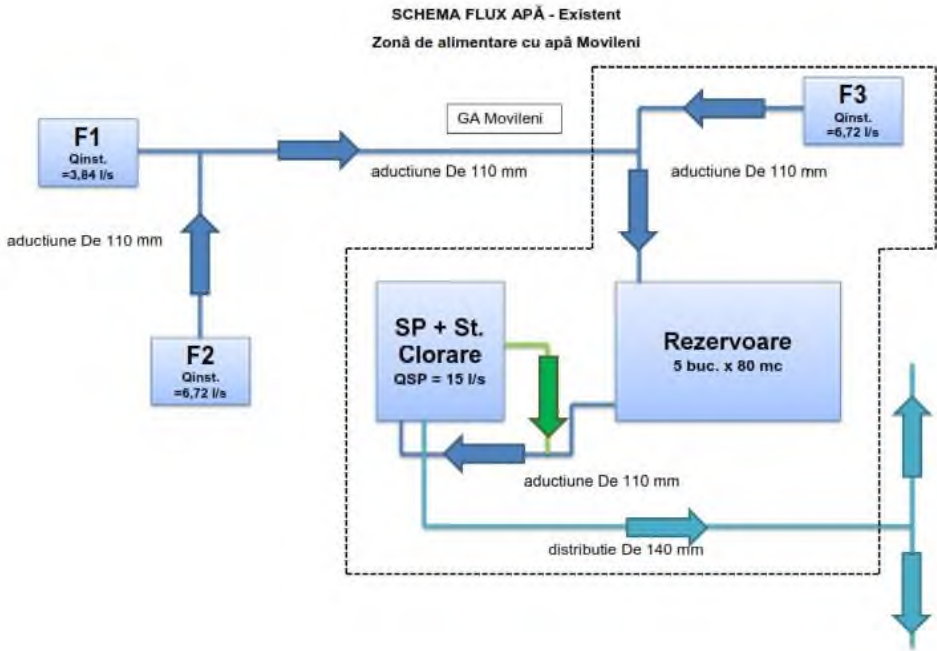 SCHEMA FLUX APĂ - Existent
Zonă de alimentare cu apă Movileni
F3
Qinst.
=6,72 l/s
GA Movileni
F1
Qinst.
=3,84 l/s
aductiune De 110 mm
aductiune De 110 mm
aductiune De 110 mm
SP + St.
Clorare
QSP = 15 l/s
Rezervoare
5 buc. x 80 mc
F2
Qinst.
=6,72 l/s
aductiune De 110 mm
distributie De 140 mm